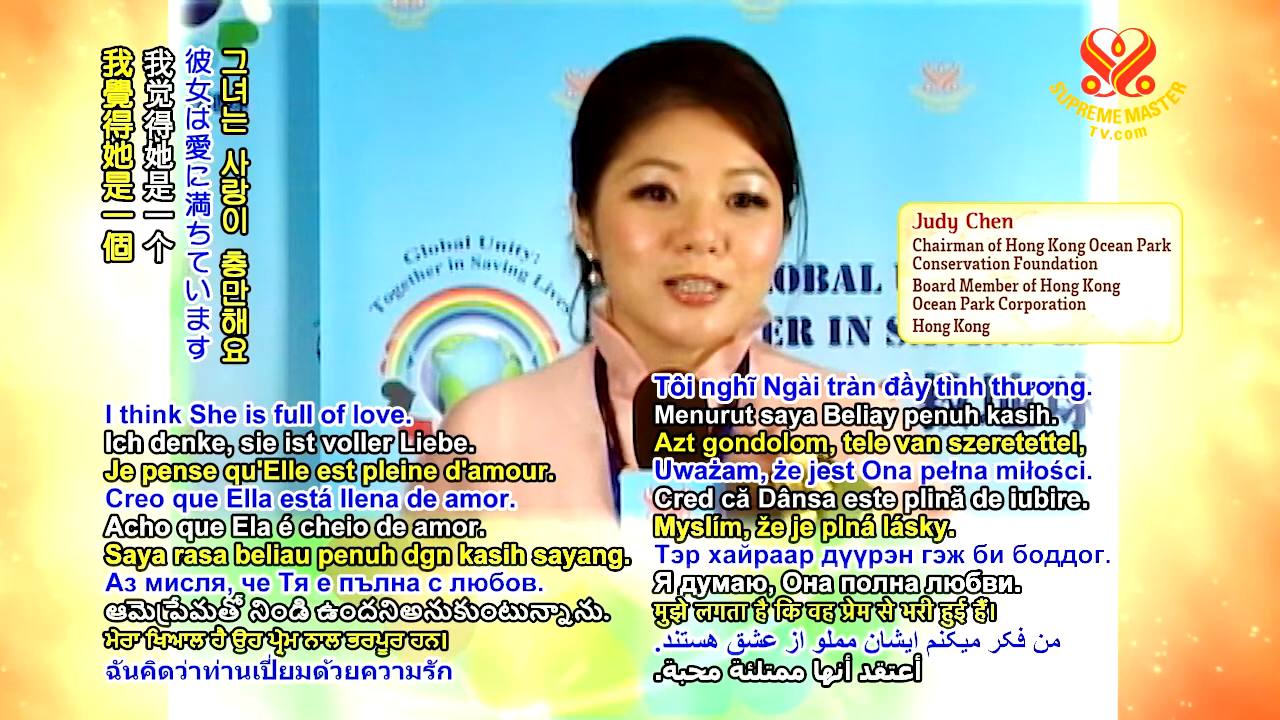 我覺得她是一個
我觉得她是一个
彼女は愛に満ちています
그녀는 사랑이 충만해요
SUPREME MASTER
TV.com
Judy Chen
Chairman of Hong Kong Ocean Park
Conservation Foundation
Board Member of Hong Kong
Ocean Park Corporation
Hong Kong
Global Unity:
Together in Saving Lives
OBAL
ER IN
I think She is full of love.
Ich denke, sie ist voller Liebe.
Je pense qu'Elle est pleine d'amour.
Creo que Ella está llena de amor.
Acho que Ela é cheio de amor.
Saya rasa beliau penuh dgn kasih sayang.
Аз мисля, че Тя е пълна с любов.
ఆమెప్రేమతో నిండి ఉందనిఅనుకుంటున్నాను.
ਮੇਰਾ ਖਿਆਲ ਹੈ ਉਹ ਪ੍ਰੇਮ ਨਾਲ ਭਰਪੂਰ ਹਨ।
ฉันคิดว่าท่านเปี่ยมด้วยความรัก
Tôi nghĩ Ngài tràn đầy tình thương.
Menurut saya Beliay penuh kasih.
Azt gondolom, tele van szeretettel,
Uważam, że jest Ona pełna miłości.
Cred că Dânsa este plină de iubire.
Myslím, že je plná lásky.
Тэр хайраар дүүрэн гэж би боддог.
Я думаю, Она полна любви.
मुझे लगता है कि वह प्रेम से भरी हुई हैं।
من فکر میکنم ایشان مملو از عشق هستند.
أعتقد أنها ممتلئة محبة.